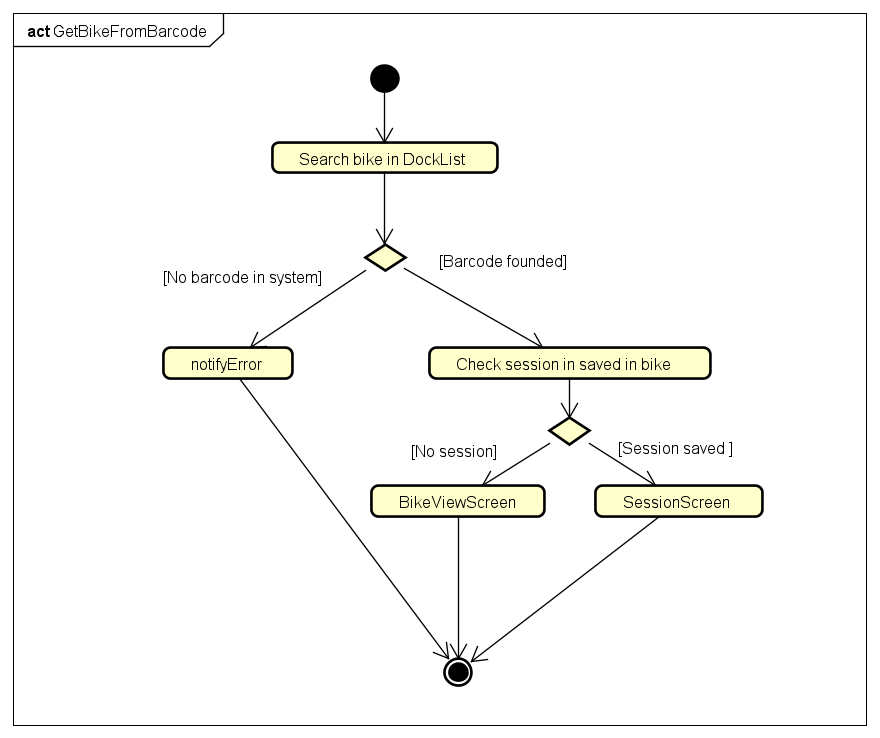 act GetBikeFromBarcode
Search bike in DockList
[Barcode founded]
[No barcode in system]
notifyError
Check session in saved in bike
[No session]
[Session saved ]
BikeViewScreen
SessionScreen